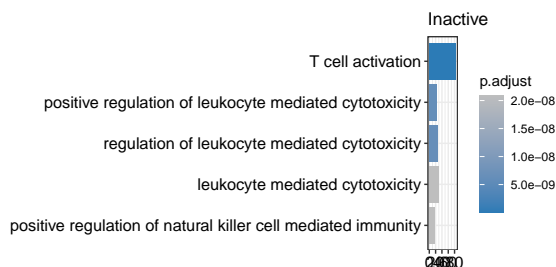 Inactive
T cell activation
positive regulation of leukocyte mediated cytotoxicity
regulation of leukocyte mediated cytotoxicity
leukocyte mediated cytotoxicity
positive regulation of natural killer cell mediated immunity
p.adjust
2.0e−08
1.5e−08
1.0e−08
5.0e−09